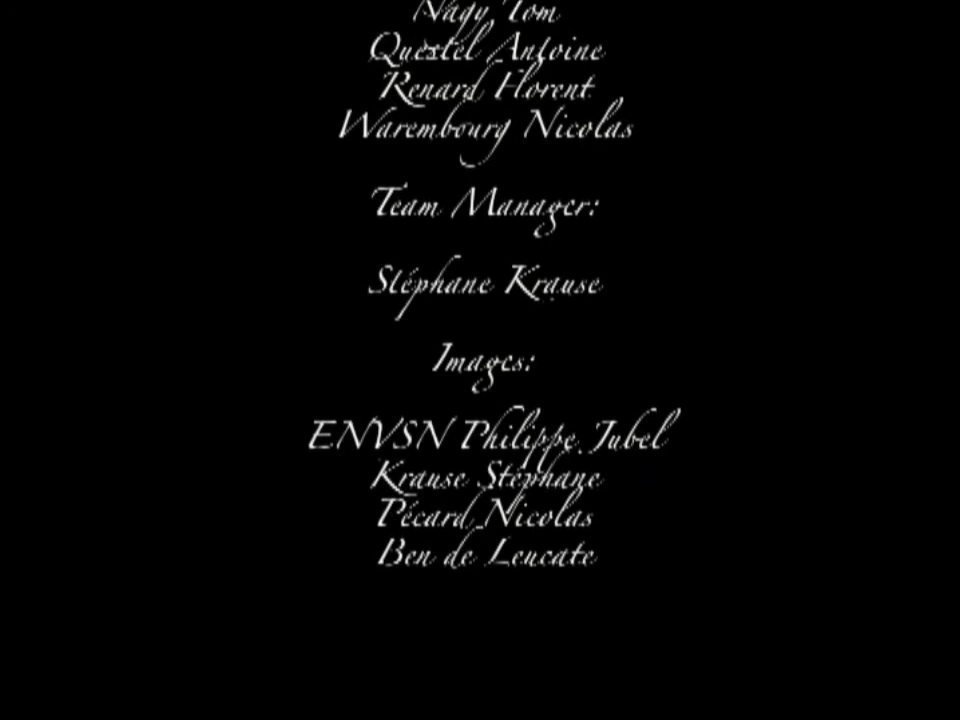 Nagy Tom
Questel Antoine
Renard Florent
Warembourg Nicolas
Team Manager:
Stéphane Krause
Images:
ENVSN Philippe Jubel
Krause Stéphane
Pécard Nicolas
Ben de Leucate